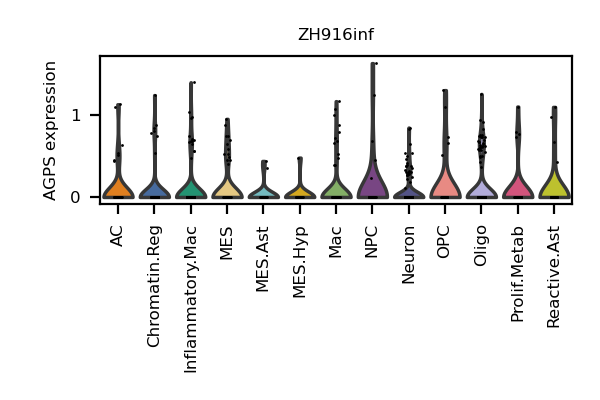 ZH916inf
AGPS expression
1
0
AC
Chromatin.Reg
Inflammatory.Mac
MES
MES.Ast
MES.Hyp
Mac
NPC
Neuron
OPC
Oligo
Prolif.Metab
Reactive.Ast